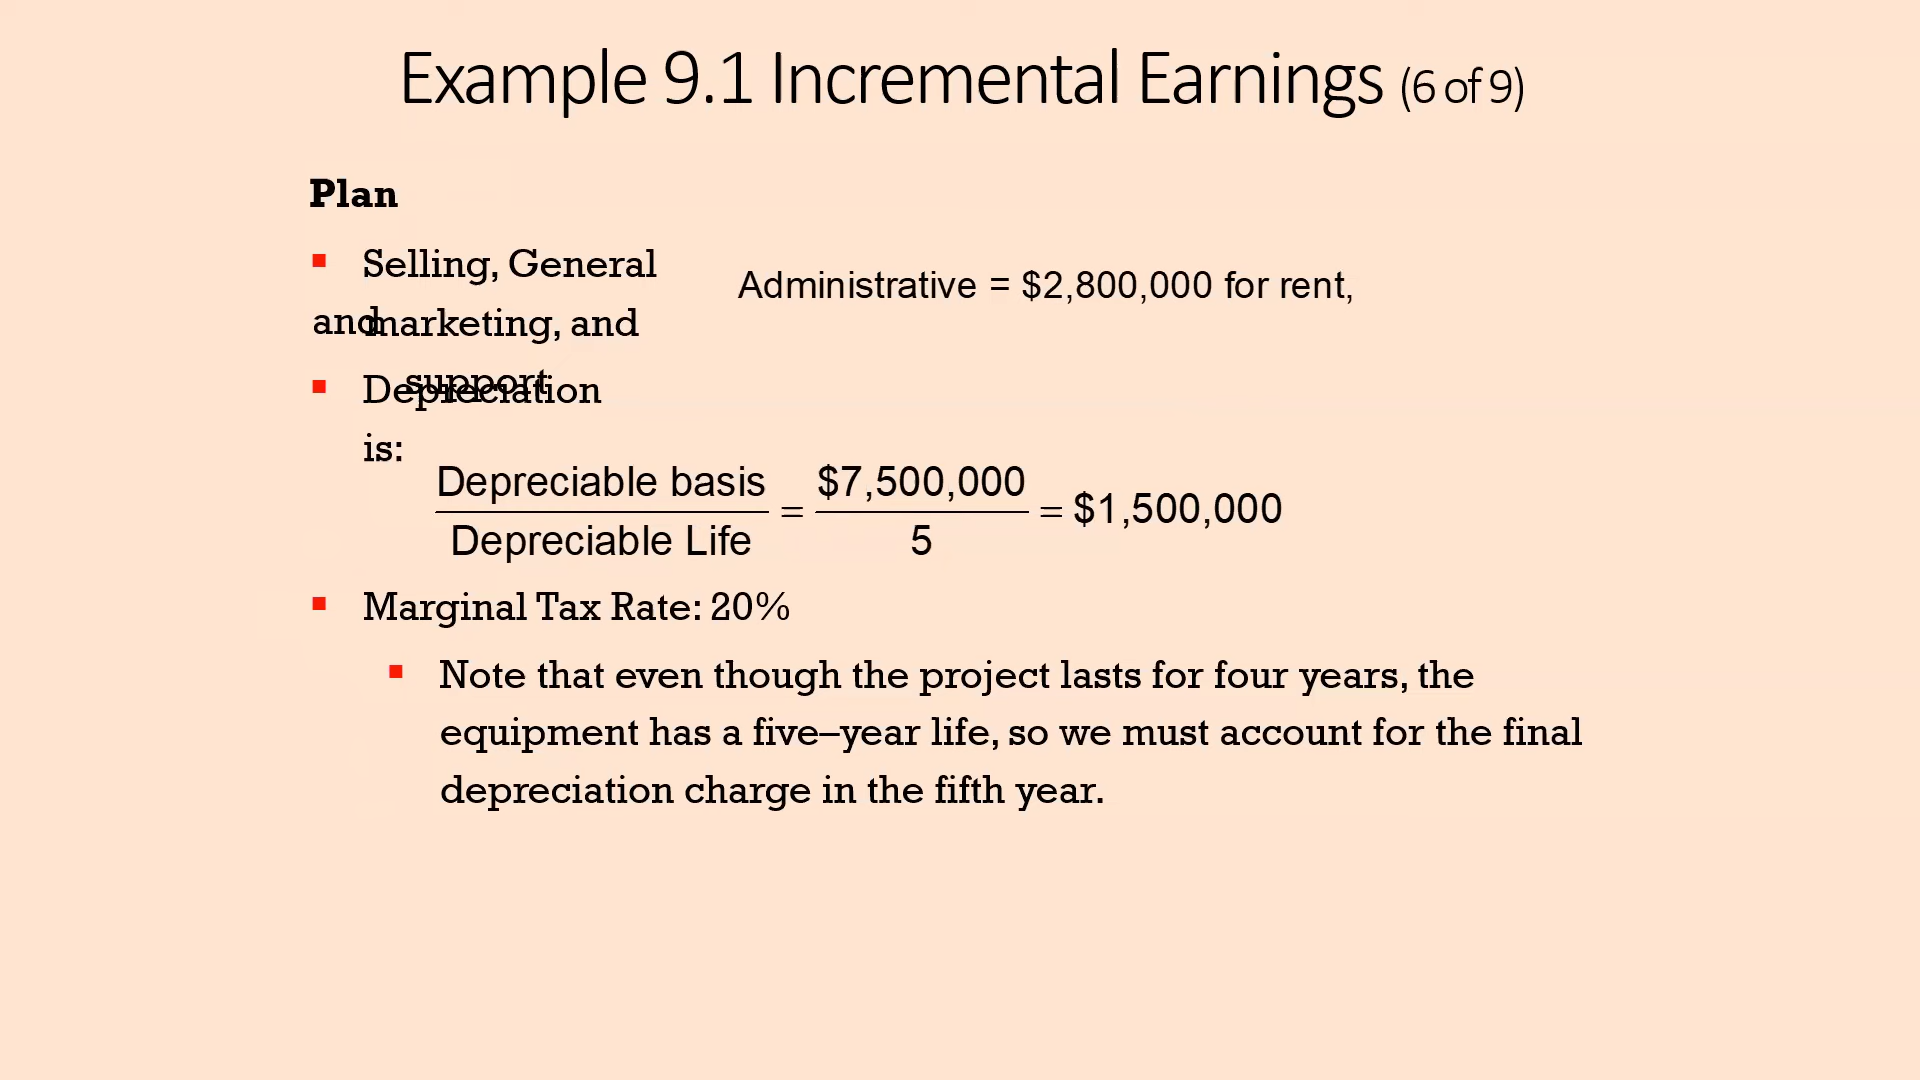 Example 9.1 Incremental Earnings (6 of 9)
Plan
▪ Selling, General
Administrative = $2,800,000 for rent,
and
marketing, and
support
▪ Depreciation
is:
Depreciable basis / Depreciable Life = $7,500,000 / 5 = $1,500,000
▪ Marginal Tax Rate: 20%
▪ Note that even though the project lasts for four years, the
equipment has a five–year life, so we must account for the final
depreciation charge in the fifth year.